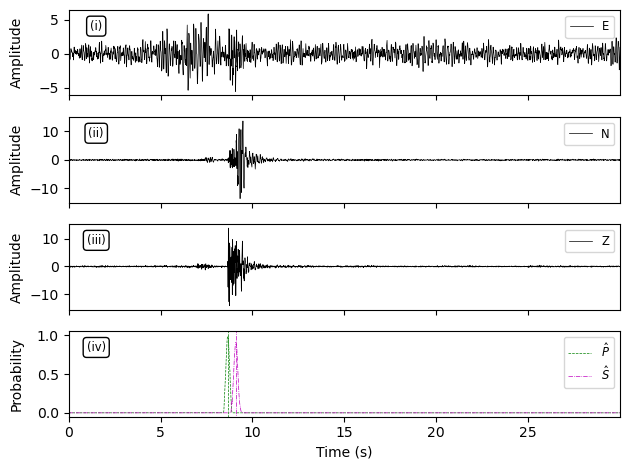 Amplitude
5
0
−5
(i)
E
Amplitude
10
0
−10
(ii)
N
Amplitude
10
0
−10
(iii)
Z
Probability
1.0
0.5
0.0
(iv)
P̂
Ŝ
0 5 10 15 20 25
Time (s)